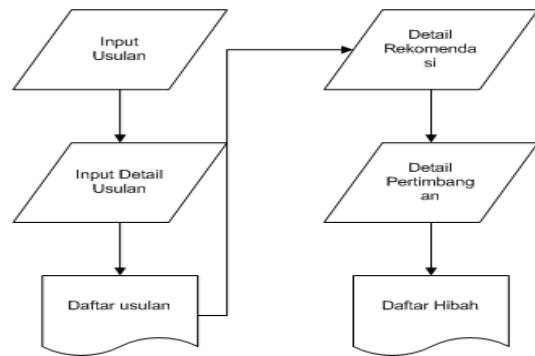 Input
Usulan
Input Detail
Usulan
Daftar usulan
Detail
Rekomenda
si
Detail
Pertimbang
an
Daftar Hibah